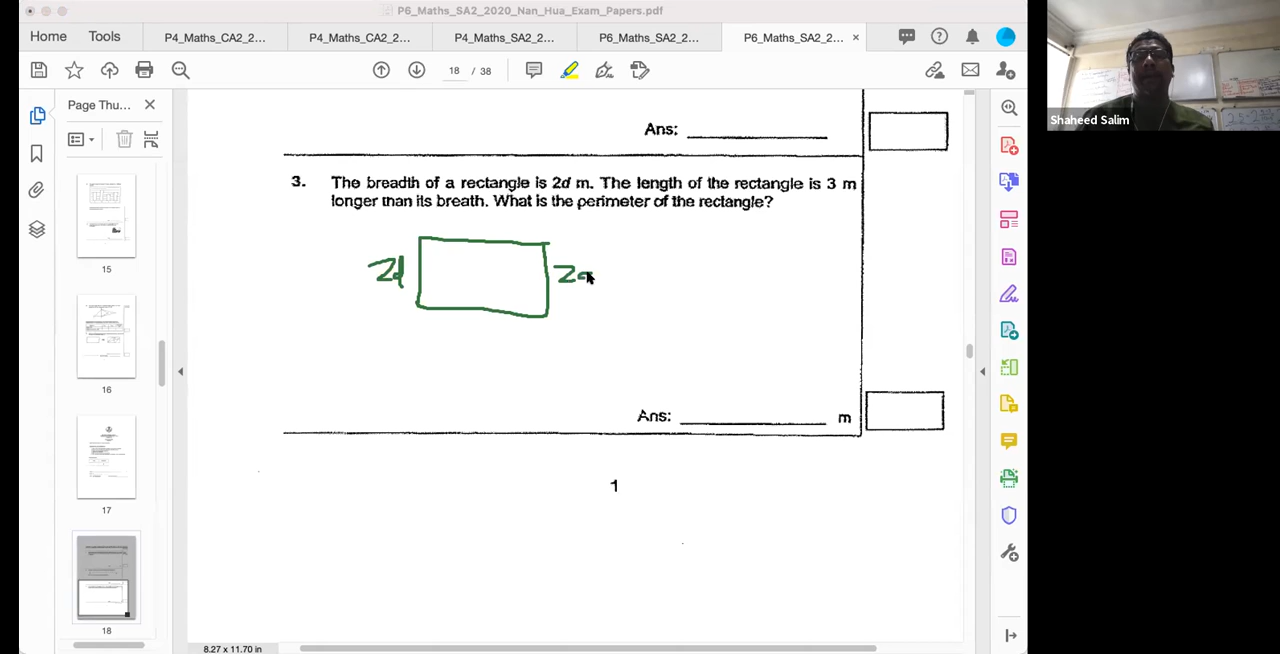 P6_Maths_SA2_2020_Nan_Hua_Exam_Papers.pdf
Home Tools P4_Maths_CA2_2... P4_Maths_CA2_2... P4_Maths_SA2_2... P6_Maths_SA2_2... P6_Maths_SA2_2... ×
18 / 38
Page Thu... ×
Shaheed Salim
15
16
17
18
Ans:
3. The breadth of a rectangle is 2d m. The length of the rectangle is 3 m
longer than its breath. What is the perimeter of the rectangle?
2d
Ans: m
1
8.27 x 11.70 in